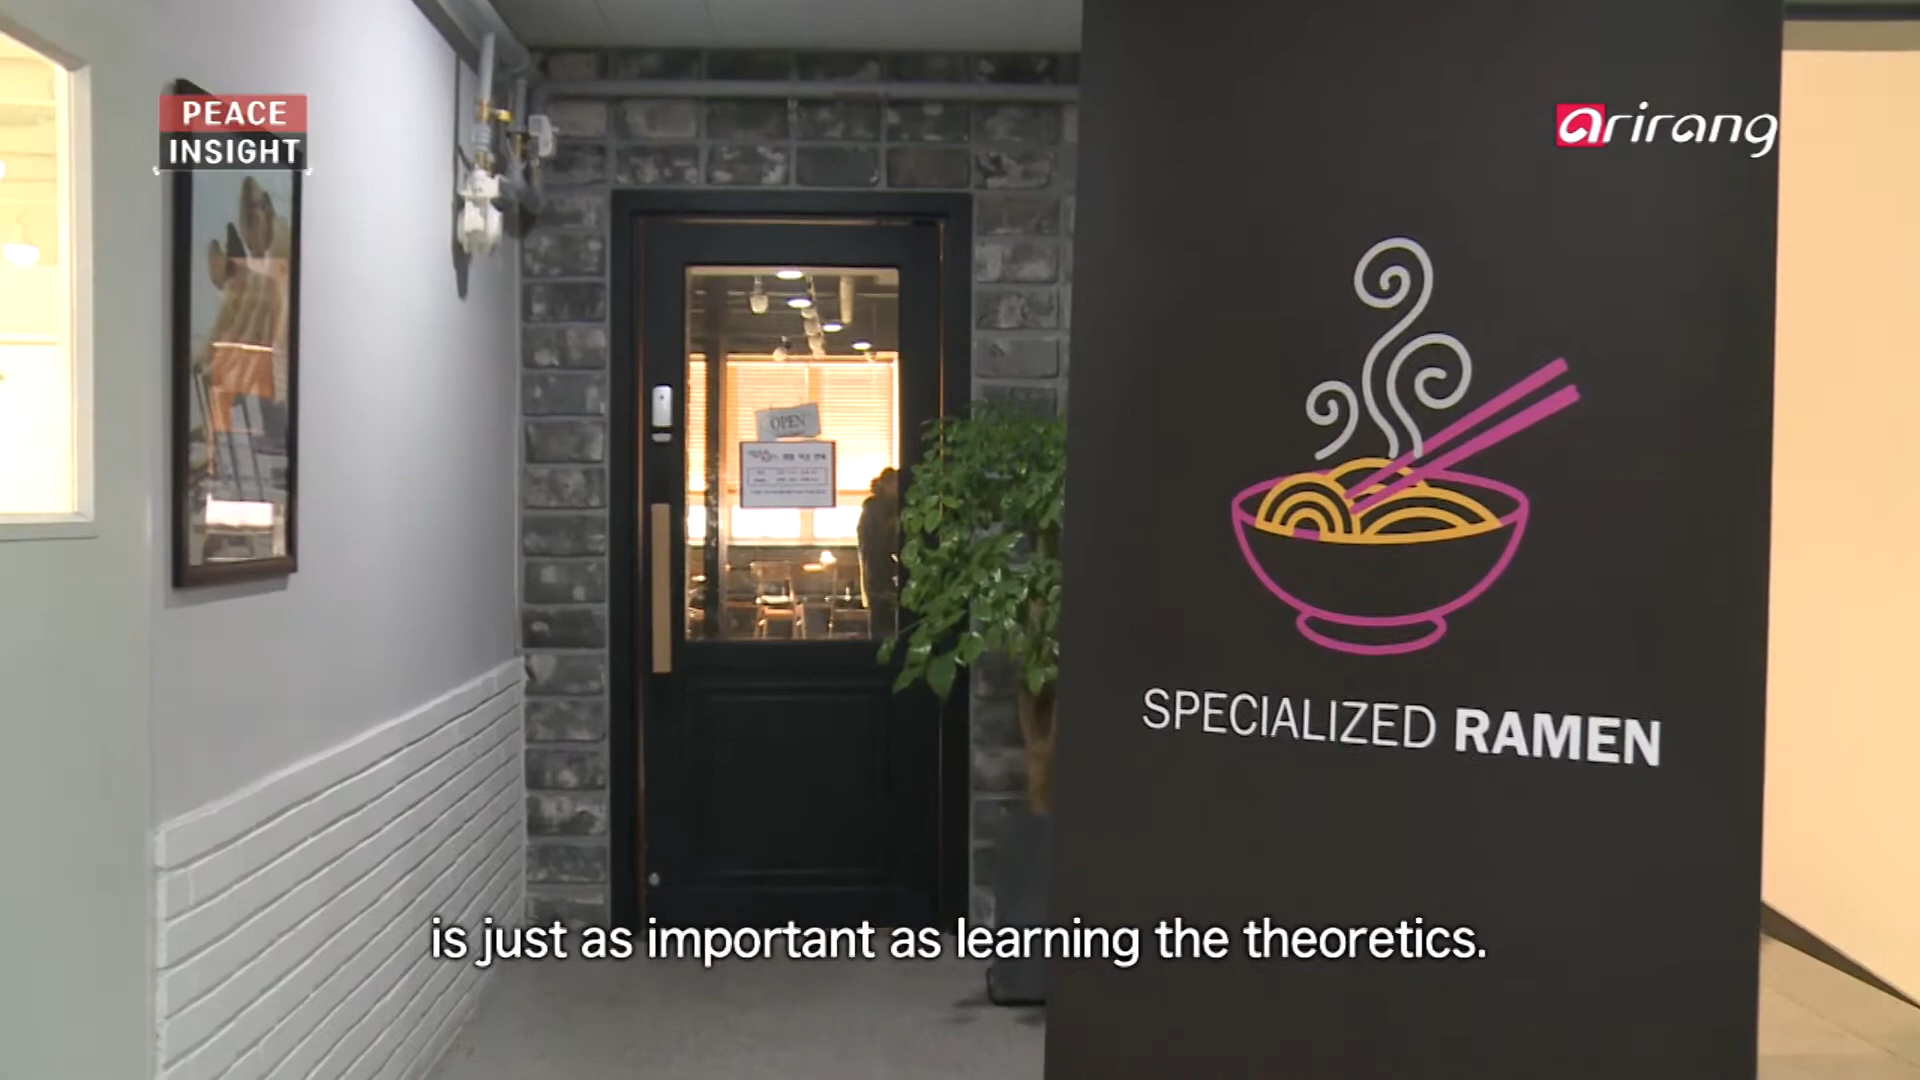 PEACE
INSIGHT
arirang
OPEN
SPECIALIZED RAMEN
is just as important as learning the theoretics.